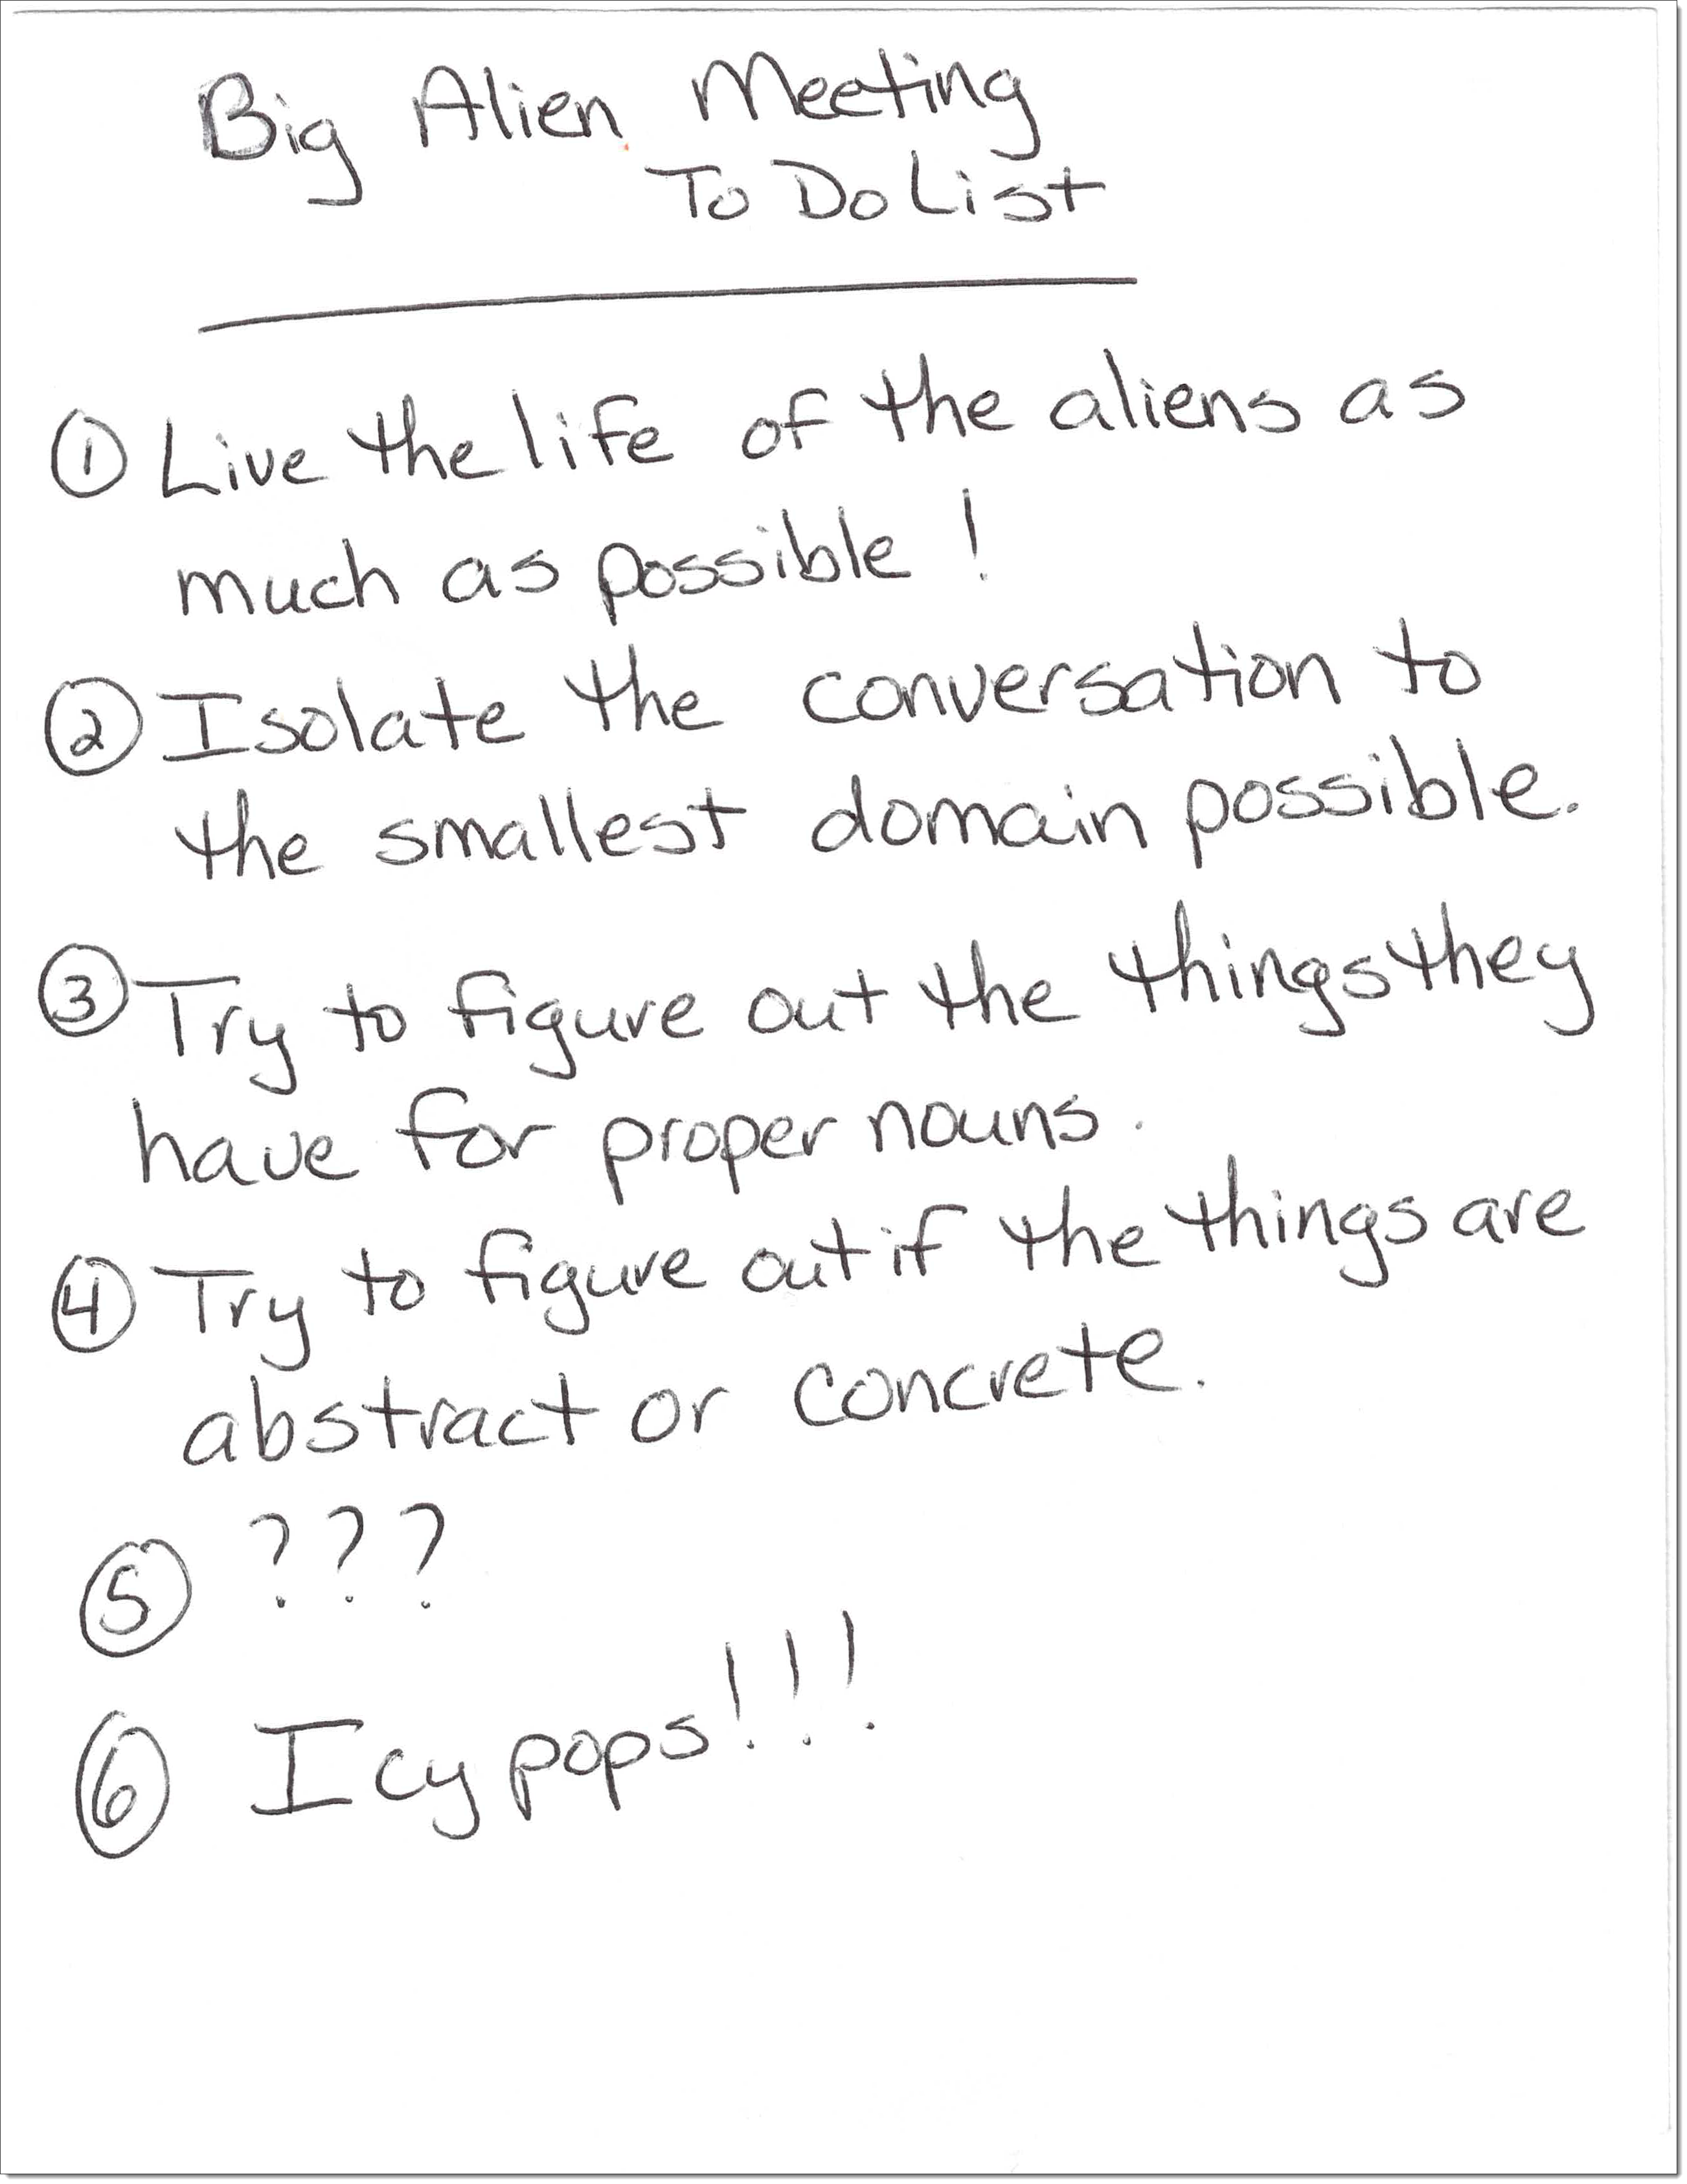 Big Alien Meeting
To Do List
① Live the life of the aliens as
much as possible!
② Isolate the conversation to
the smallest domain possible.
③ Try to figure out the things they
have for proper nouns.
④ Try to figure out if the things are
abstract or concrete.
⑤ ???
⑥ Icy pops!!!